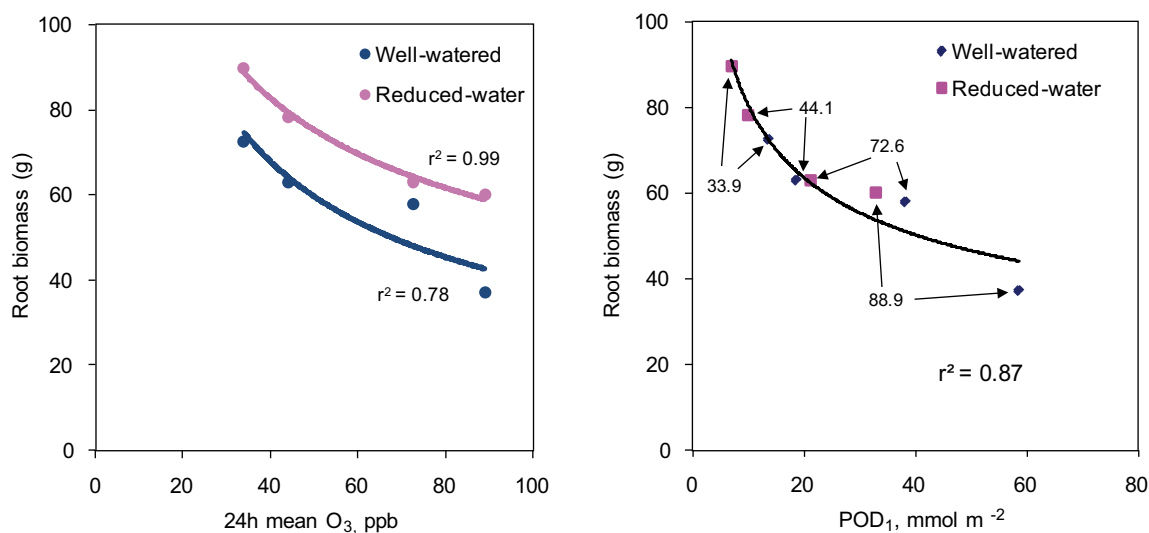 100
80
60
40
20
0
Root biomass (g)
Well-watered
Reduced-water
r² = 0.99
r² = 0.78
0 20 40 60 80 100
24h mean O₃, ppb
100
80
60
40
20
0
Root biomass (g)
Well-watered
Reduced-water
44.1
72.6
33.9
88.9
r² = 0.87
0 20 40 60 80
POD₁, mmol m ⁻²